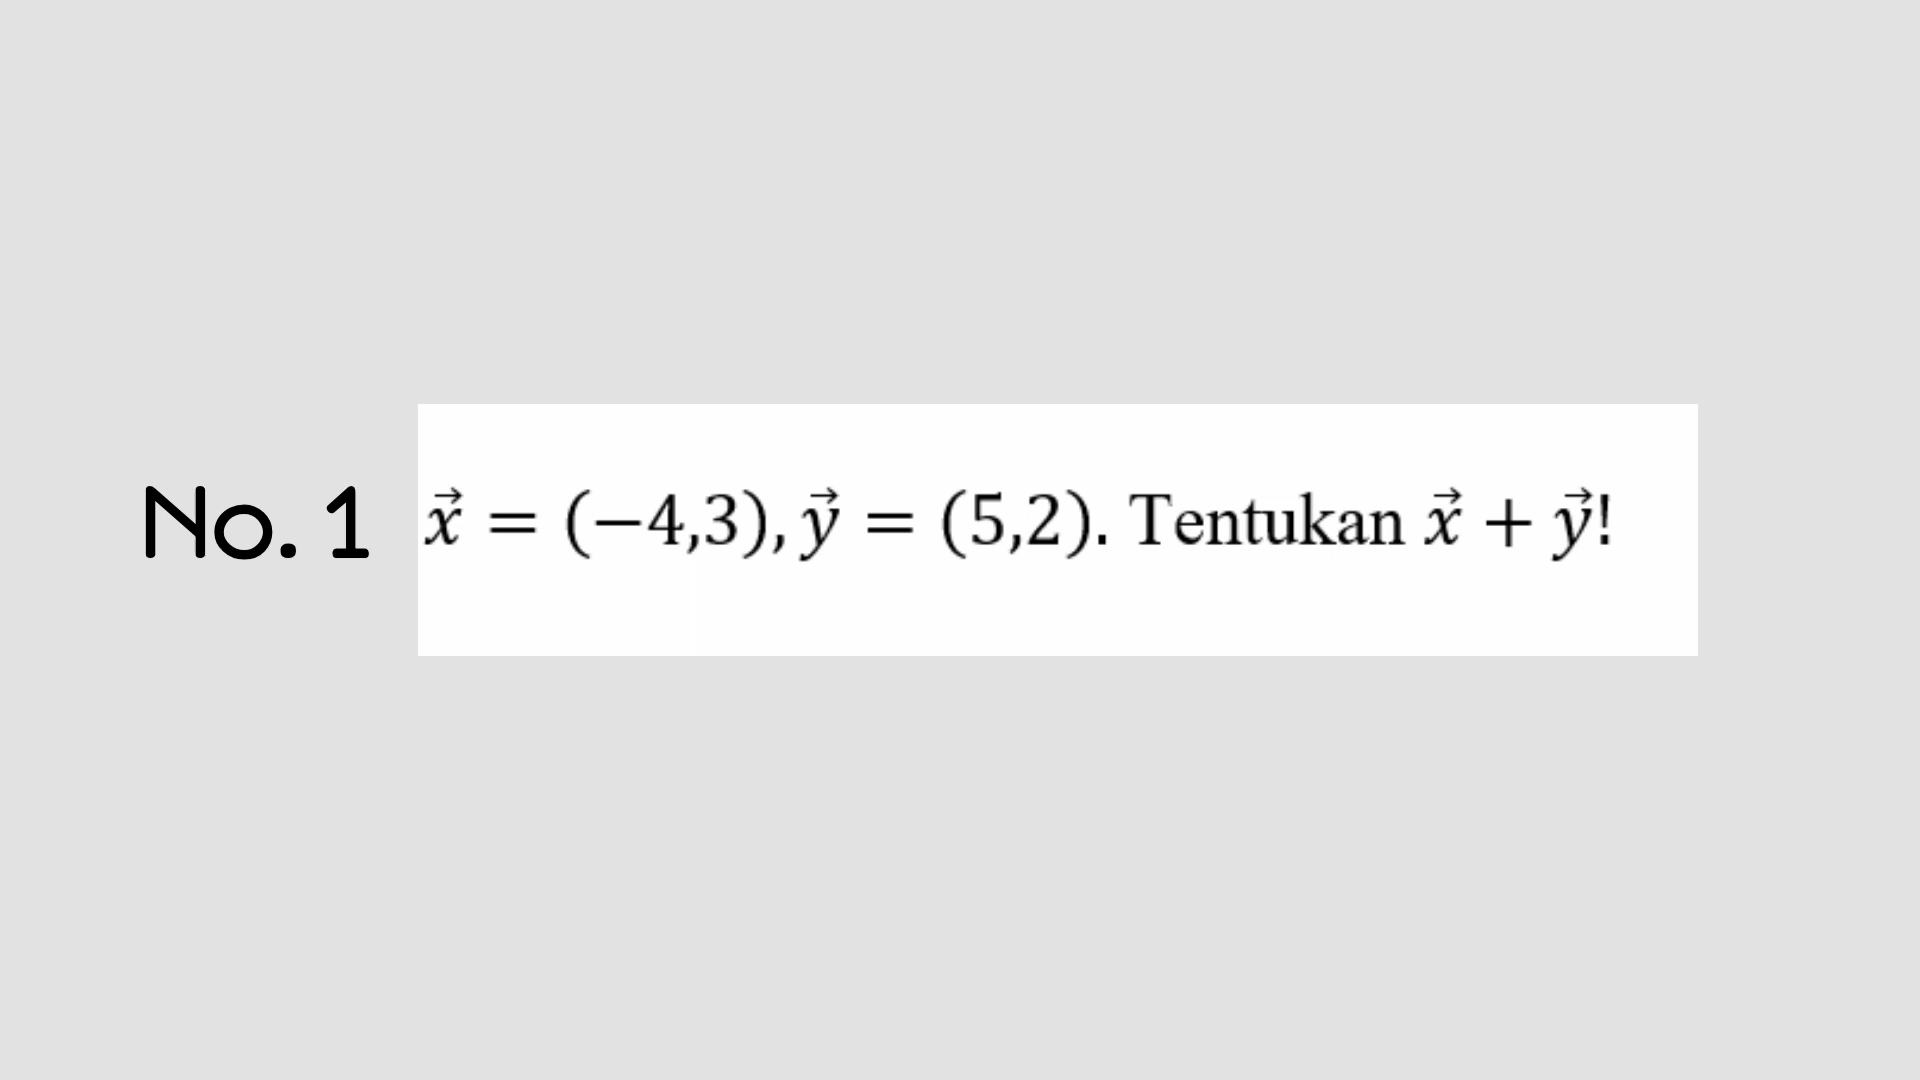 No. 1 x⃗ = (−4,3), y⃗ = (5,2). Tentukan x⃗ + y⃗!